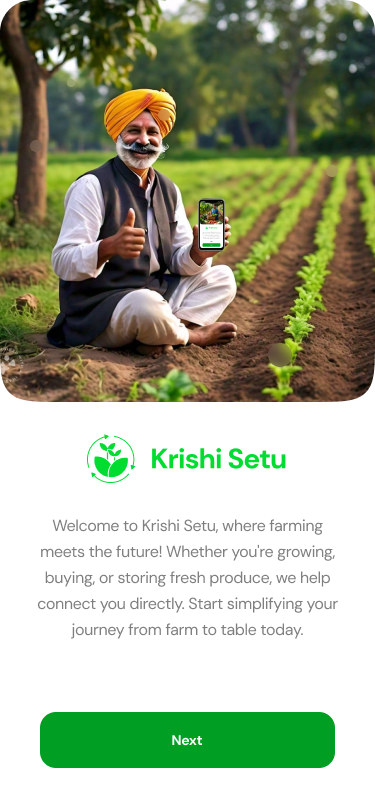 Krishi Setu
Welcome to Krishi Setu, where farming
meets the future! Whether you're growing,
buying, or storing fresh produce, we help
connect you directly. Start simplifying your
journey from farm to table today.
Next